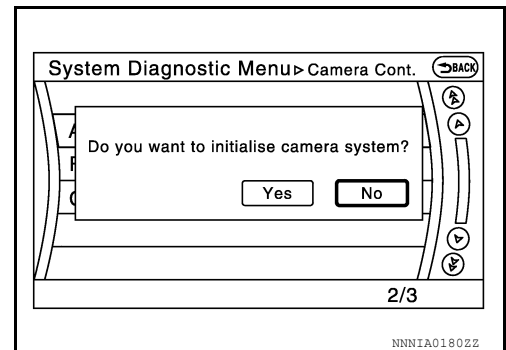 System Diagnostic Menu▷Camera Cont.
BACK
Do you want to initialise camera system?
Yes
No
2/3
NNNIA0180ZZ